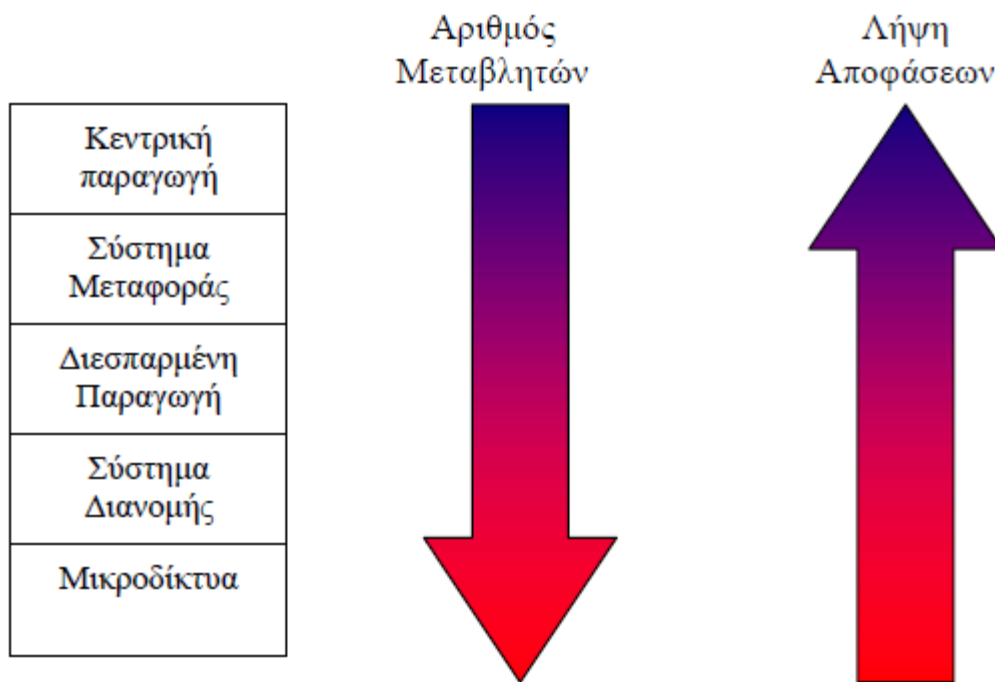 Αριθμός
Μεταβλητών
Λήψη
Αποφάσεων
Κεντρική
παραγωγή
Σύστημα
Μεταφοράς
Διεσπαρμένη
Παραγωγή
Σύστημα
Διανομής
Μικροδίκτυα